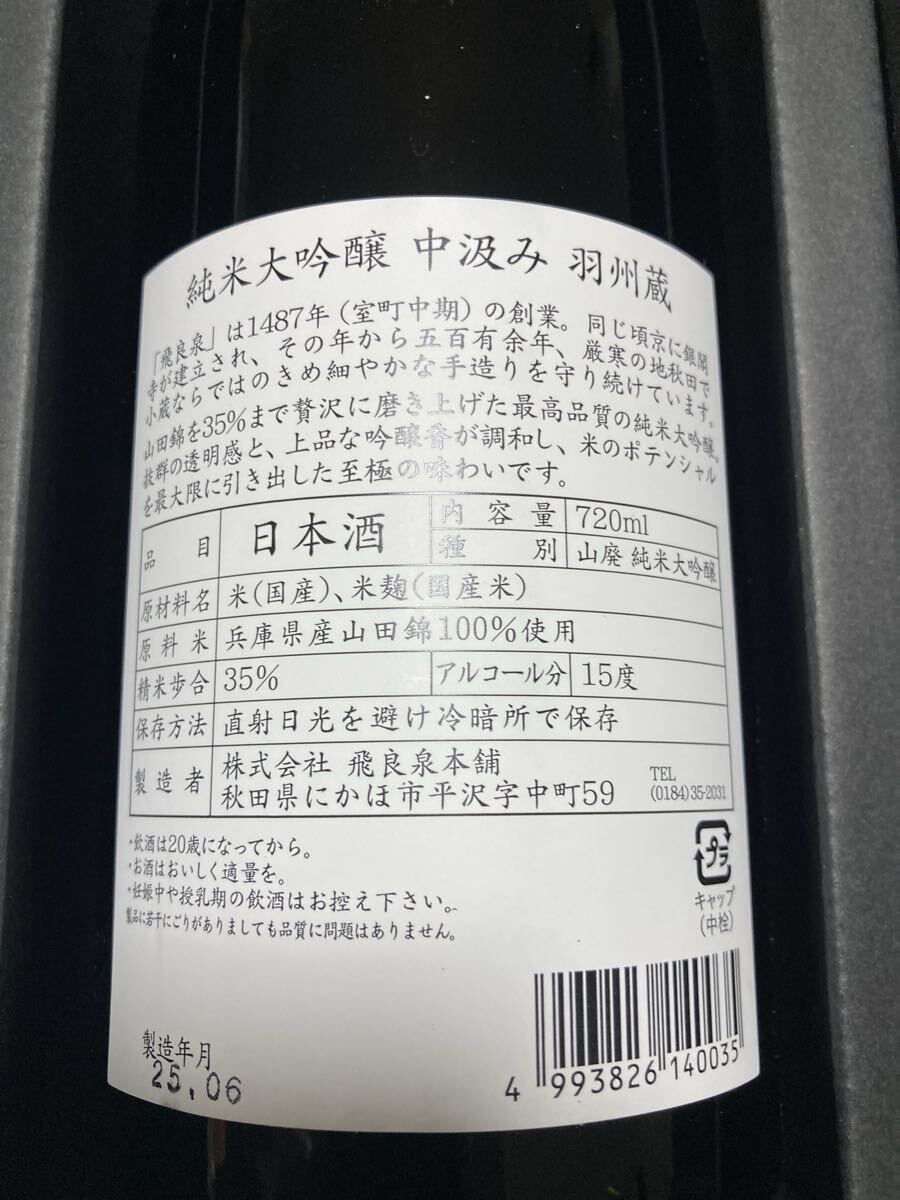 純米大吟醸 中汲み 羽州蔵
「飛良泉」は1487年(室町中期)の創業。同じ頃京に銀閣
寺が建立され、その年から五百有余年、厳寒の地秋田で
小蔵ならではのきめ細やかな手造りを守り続けています。
山田錦を35%まで贅沢に磨き上げた最高品質の純米大吟醸。
抜群の透明感と、上品な吟醸香が調和し、米のポテンシャル
を最大限に引き出した至極の味わいです。
品目 日本酒 内容量 720ml
種別 山廃 純米大吟醸
原材料名 米(国産)、米麹(国産米)
原料米 兵庫県産山田錦100%使用
精米歩合 35% アルコール分 15度
保存方法 直射日光を避け冷暗所で保存
製造者 株式会社 飛良泉本舗
秋田県にかほ市平沢字中町59
TEL
(0184)35-2031
・飲酒は20歳になってから。
・お酒はおいしく適量を。
・妊娠中や授乳期の飲酒はお控え下さい。
製品に若干にごりがありましても品質に問題はありません。
プラ
キャップ
(中栓)
製造年月
25.06
4 993826 140035